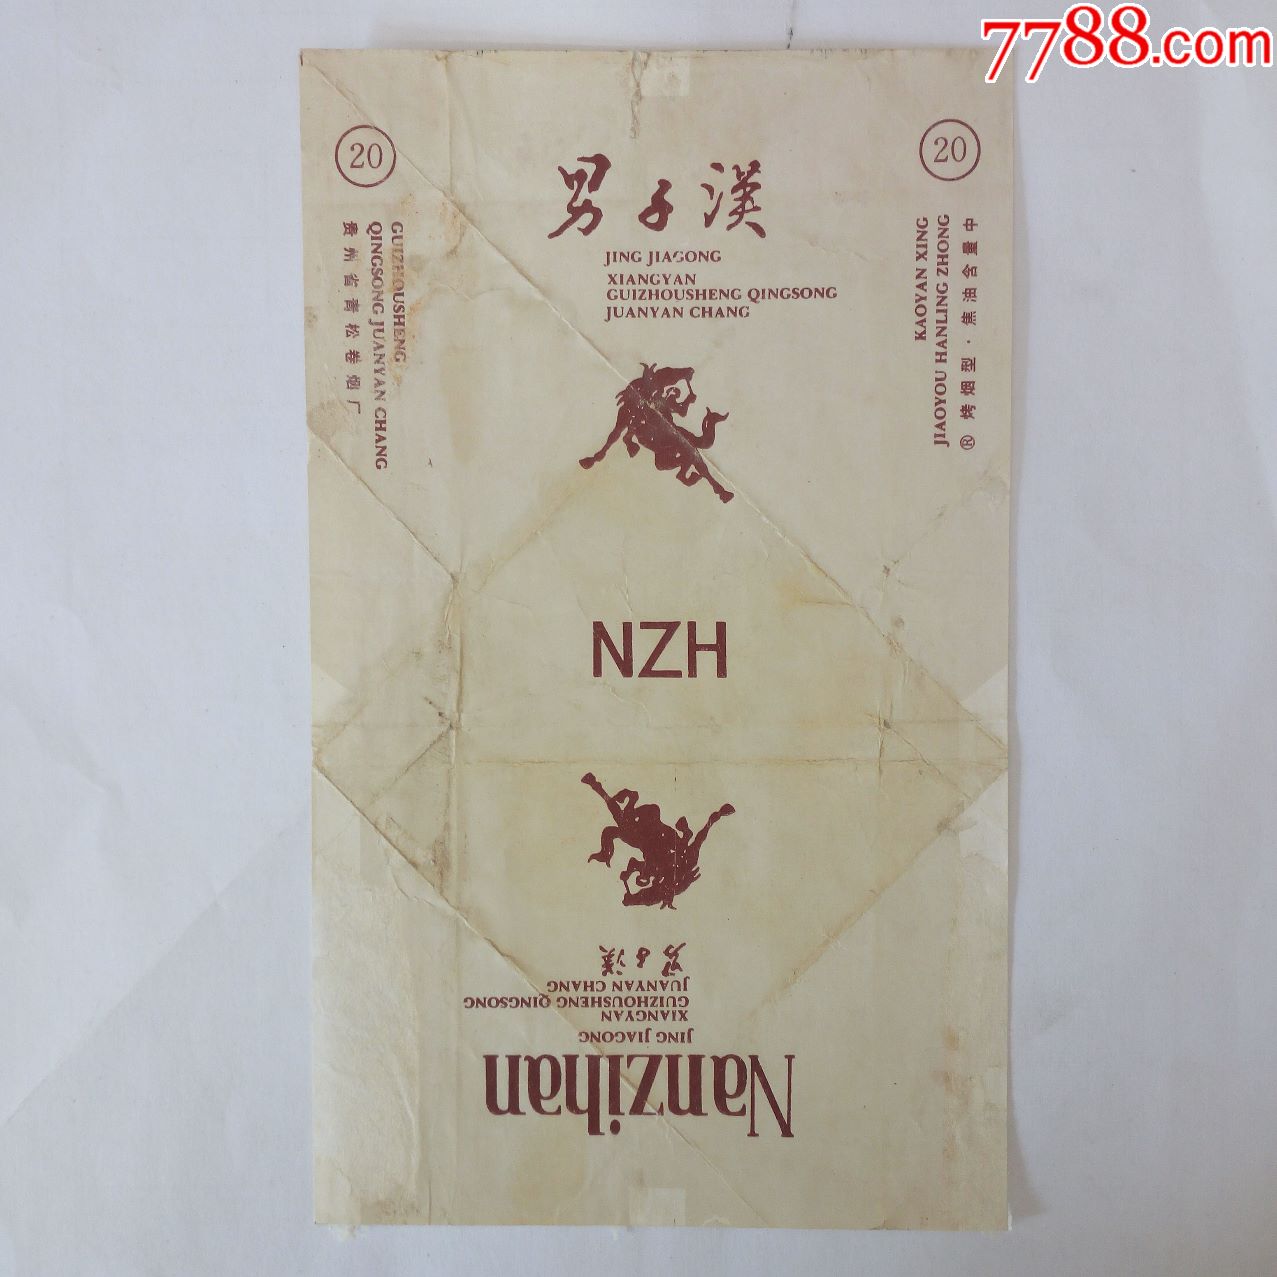 7788.com
20
20
男子漢
JING JIAGONG
XIANGYAN
GUIZHOUSHENG QINGSONG
JUANYAN CHANG
GUIZHOUSHENG
QINGSONG JUANYAN CHANG
贵州省青松卷烟厂
KAOYAN XING
JIAOYOU HANLING ZHONG
® 烤烟型·焦油含量中
NZH
Nanzihan
JING JIAGONG
XIANGYAN
GUIZHOUSHENG QINGSONG
JUANYAN CHANG
男子漢